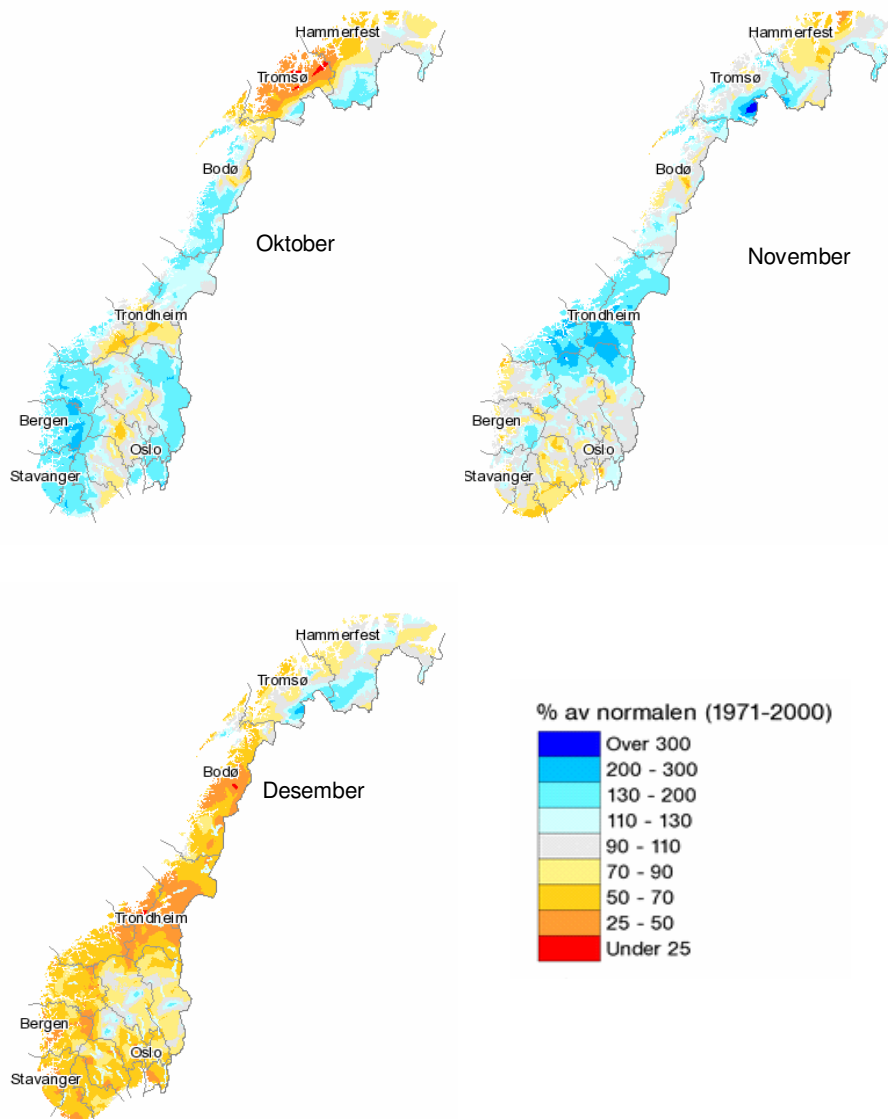 Hammerfest
Tromsø
Bodø
Oktober
Trondheim
Bergen
Oslo
Stavanger
Hammerfest
Tromsø
Bodø
November
Trondheim
Bergen
Oslo
Stavanger
Hammerfest
Tromsø
Bodø
Desember
Trondheim
Bergen
Oslo
Stavanger
% av normalen (1971-2000)
Over 300
200 - 300
130 - 200
110 - 130
90 - 110
70 - 90
50 - 70
25 - 50
Under 25